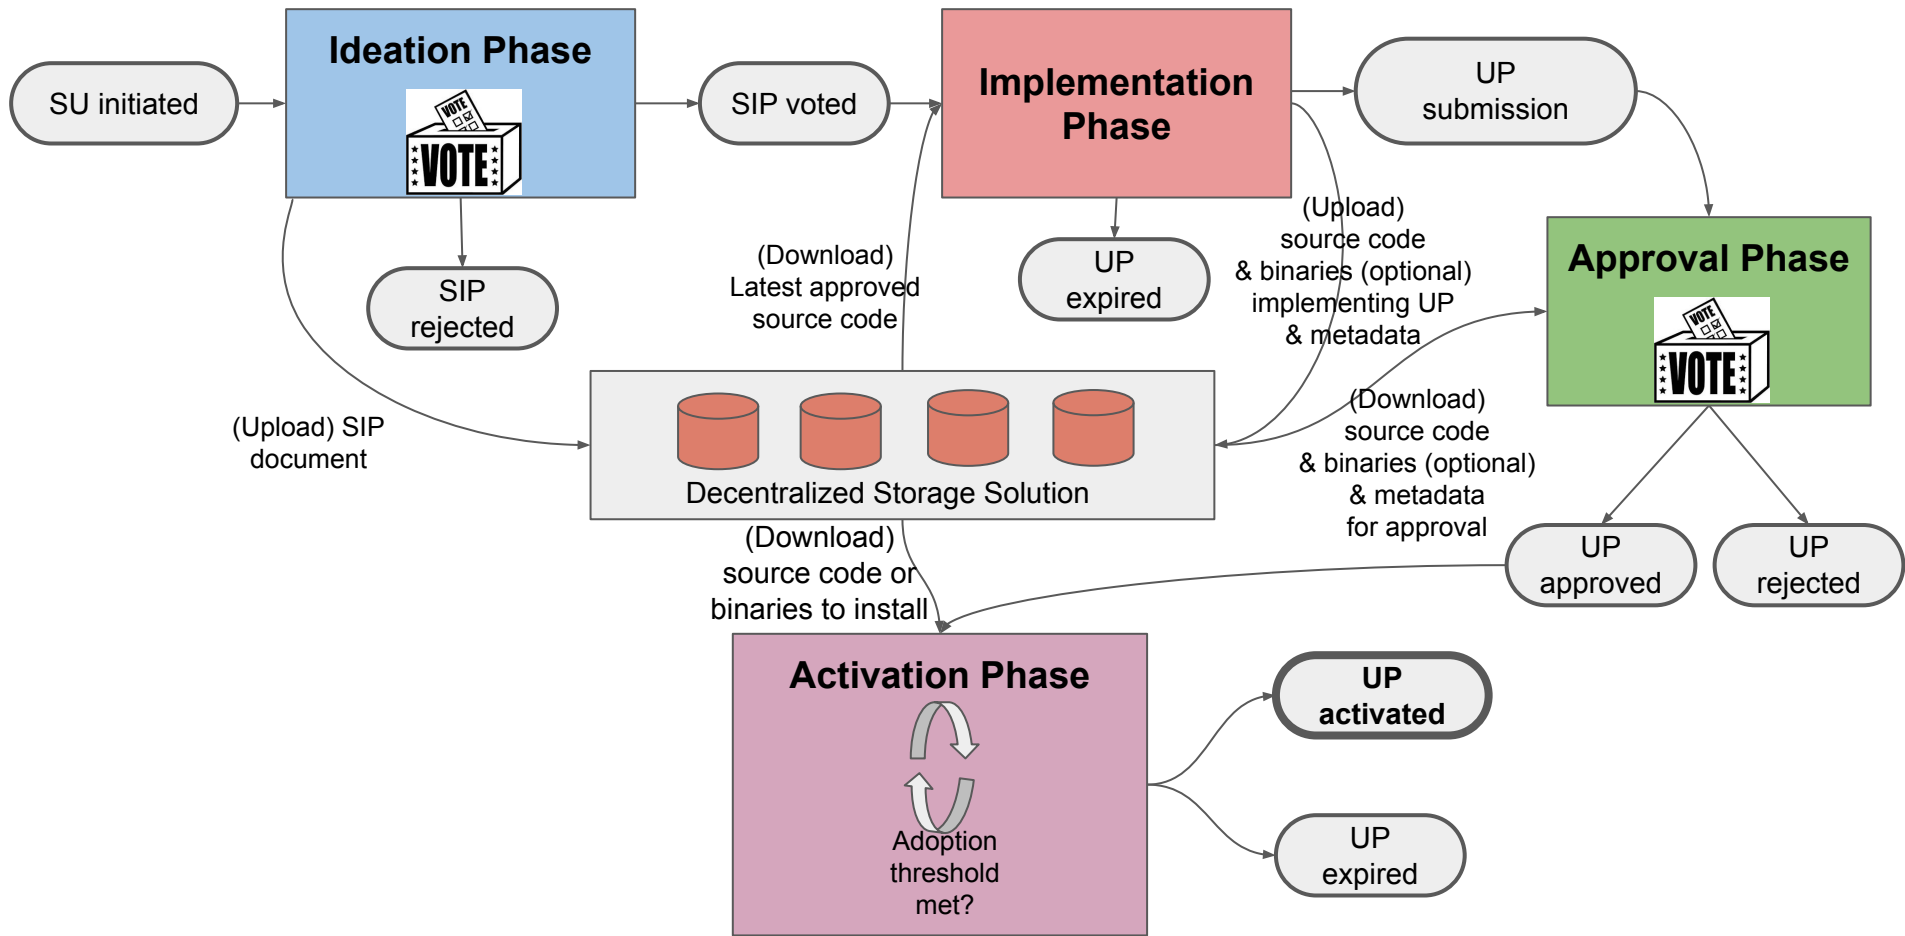 Ideation Phase
VOTE
VOTE
SU initiated
SIP voted
Implementation
Phase
UP
submission
SIP
rejected
(Download)
Latest approved
source code
UP
expired
(Upload)
source code
& binaries (optional)
implementing UP
& metadata
Approval Phase
VOTE
VOTE
(Upload) SIP
document
Decentralized Storage Solution
(Download)
source code
& binaries (optional)
& metadata
for approval
(Download)
source code or
binaries to install
UP
approved
UP
rejected
Activation Phase
Adoption
threshold
met?
UP
activated
UP
expired